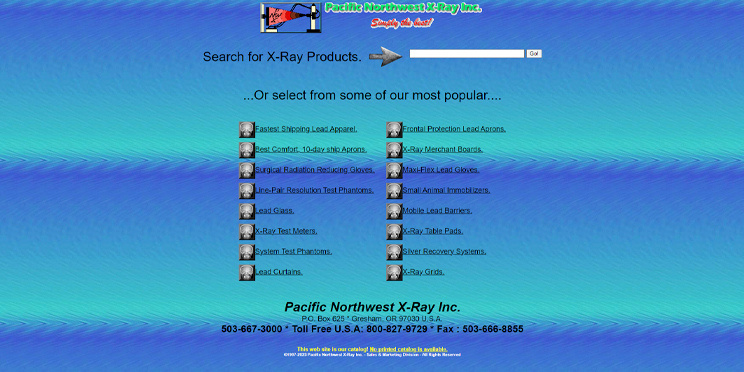 Pacific Northwest X-Ray Inc.
Simply the best!
Search for X-Ray Products.
Go!
...Or select from some of our most popular....
Fastest Shipping Lead Apparel.
Frontal Protection Lead Aprons.
Best Comfort, 10-day ship Aprons.
X-Ray Merchant Boards.
Surgical Radiation Reducing Gloves.
Maxi-Flex Lead Gloves.
Line-Pair Resolution Test Phantoms.
Small Animal Immobilizers.
Lead Glass.
Mobile Lead Barriers.
X-Ray Test Meters.
X-Ray Table Pads.
System Test Phantoms.
Silver Recovery Systems.
Lead Curtains.
X-Ray Grids.
Pacific Northwest X-Ray Inc.
P.O. Box 625 * Gresham, OR 97030 U.S.A.
503-667-3000 * Toll Free U.S.A: 800-827-9729 * Fax : 503-666-8855
This web site is our catalog! No printed catalog is available.
©1997-2025 Pacific Northwest X-Ray Inc. - Sales & Marketing Division - All Rights Reserved